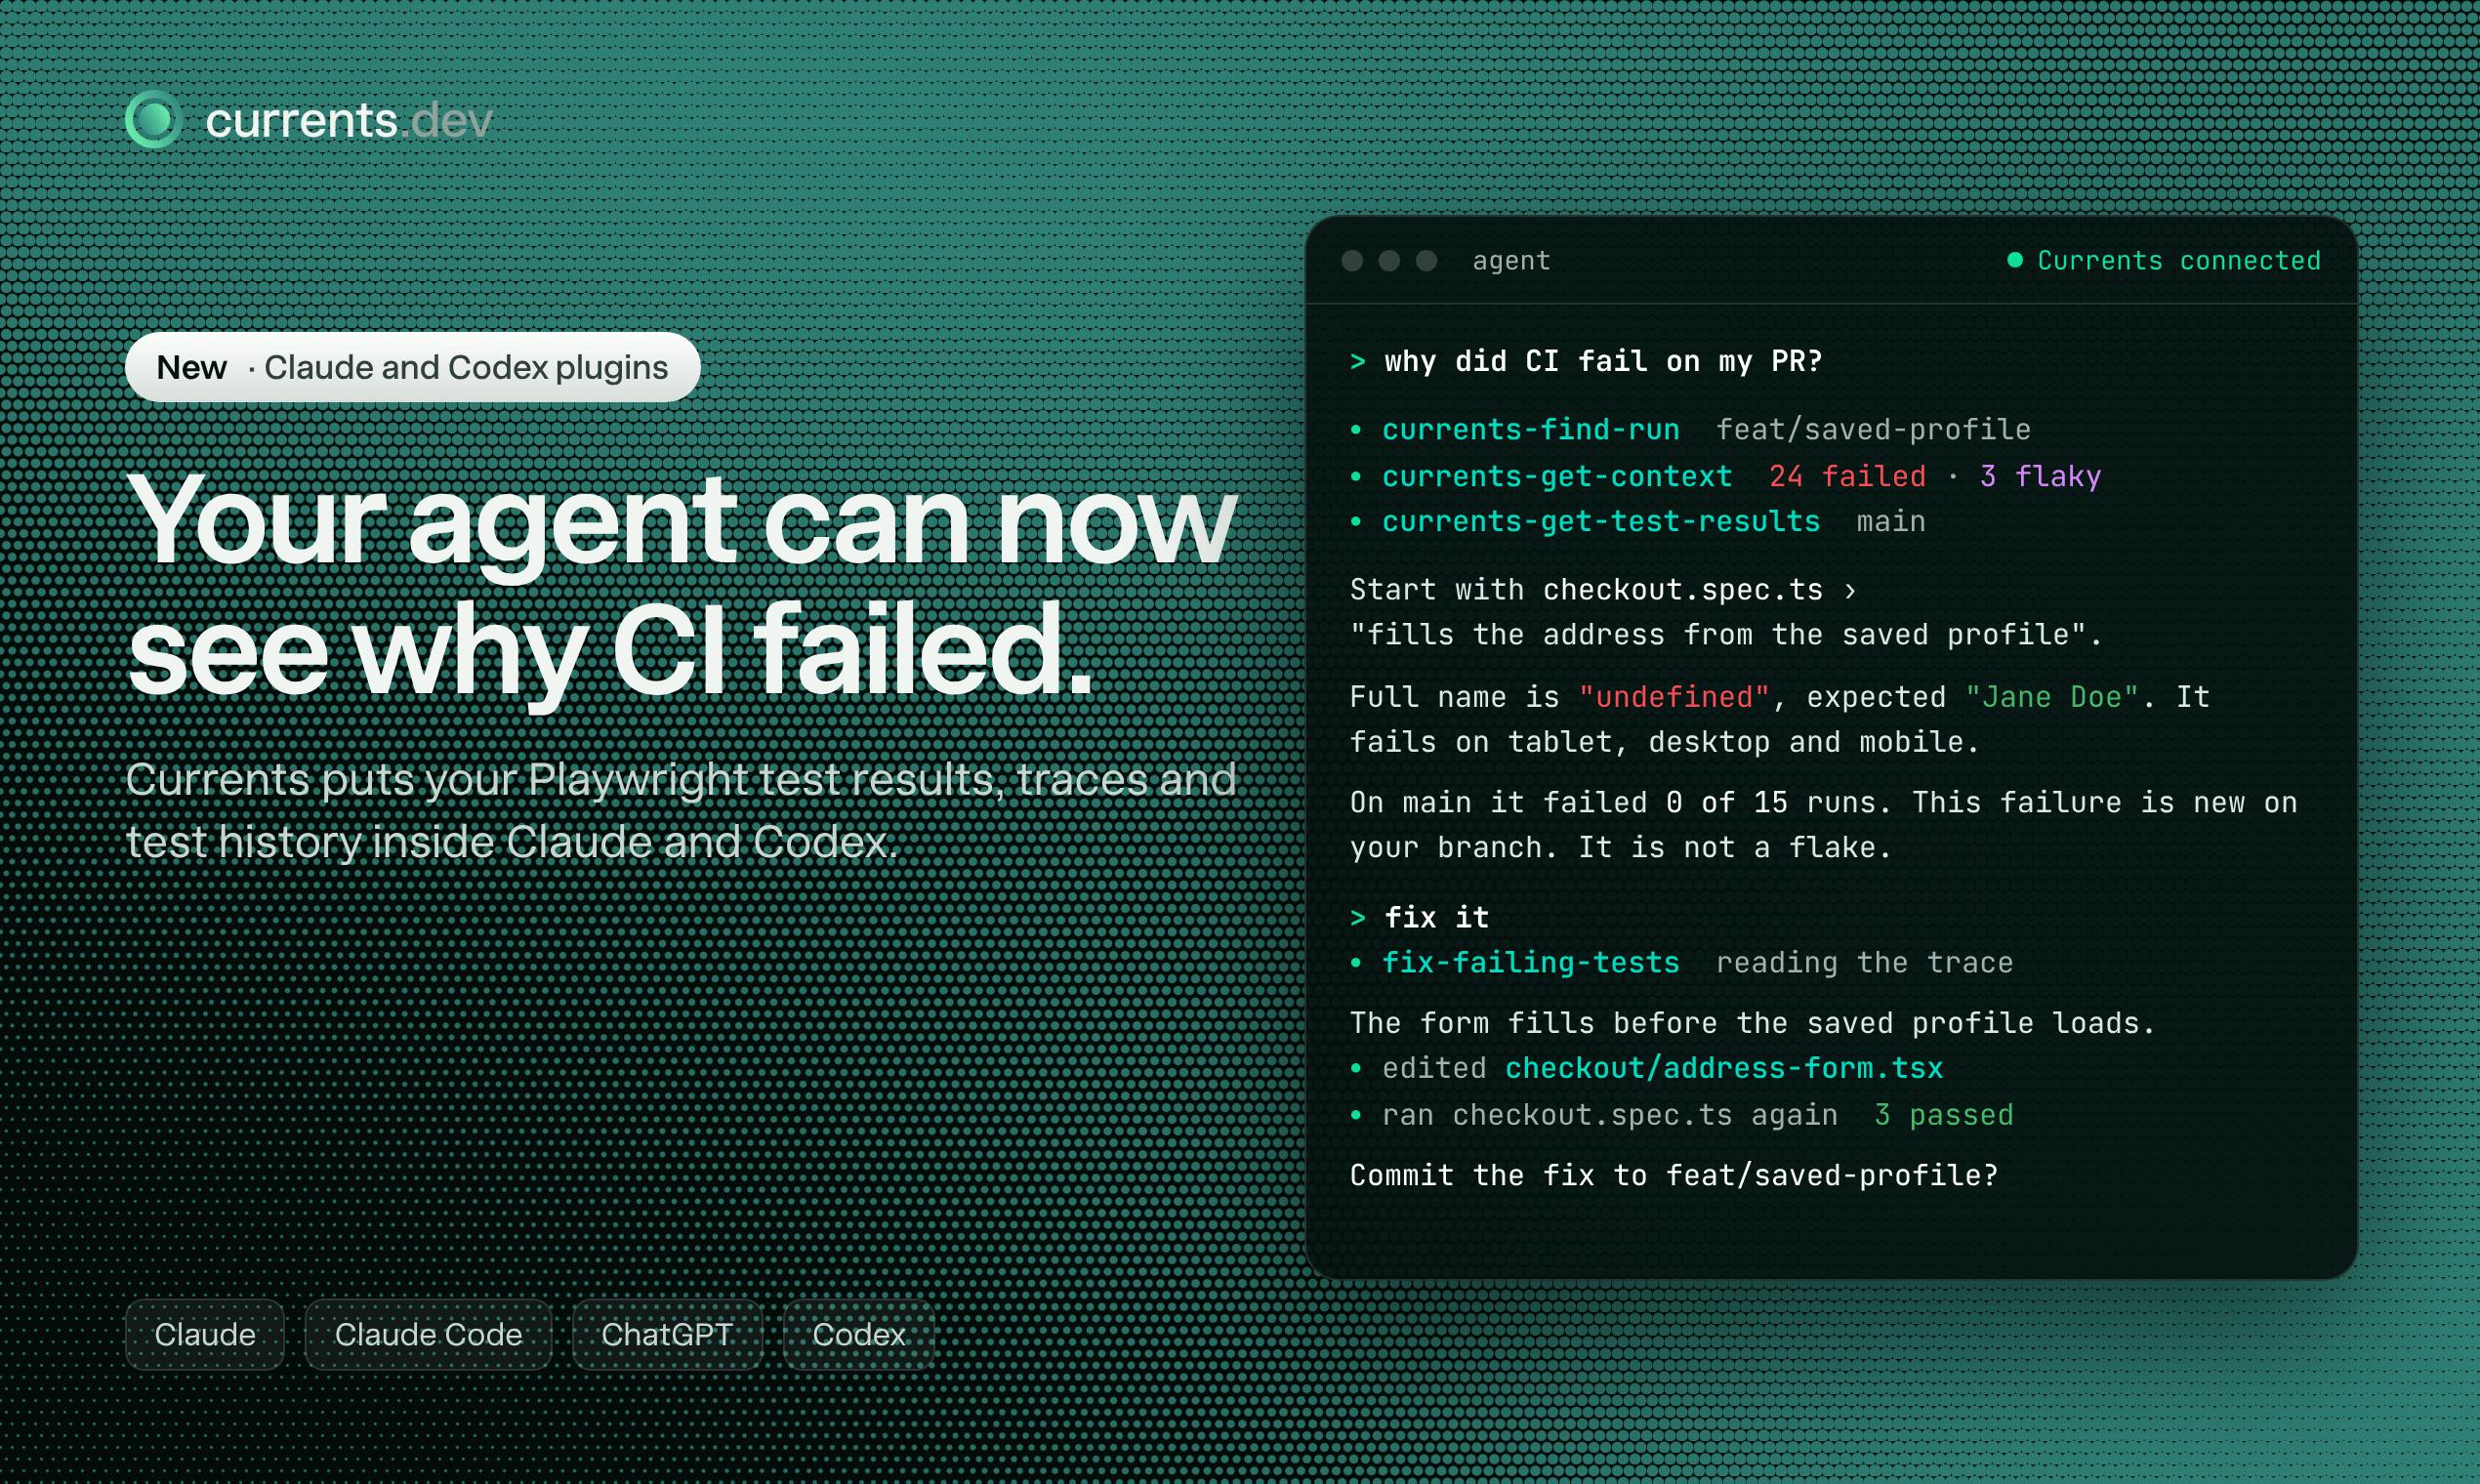 currents.dev
New · Claude and Codex plugins
Your agent can now
see why CI failed.
Currents puts your Playwright test results, traces and
test history inside Claude and Codex.
Claude
Claude Code
ChatGPT
Codex
agent
Currents connected
> why did CI fail on my PR?
• currents-find-run feat/saved-profile
• currents-get-context 24 failed · 3 flaky
• currents-get-test-results main
Start with checkout.spec.ts ›
"fills the address from the saved profile".
Full name is "undefined", expected "Jane Doe". It
fails on tablet, desktop and mobile.
On main it failed 0 of 15 runs. This failure is new on
your branch. It is not a flake.
> fix it
• fix-failing-tests reading the trace
The form fills before the saved profile loads.
• edited checkout/address-form.tsx
• ran checkout.spec.ts again 3 passed
Commit the fix to feat/saved-profile?